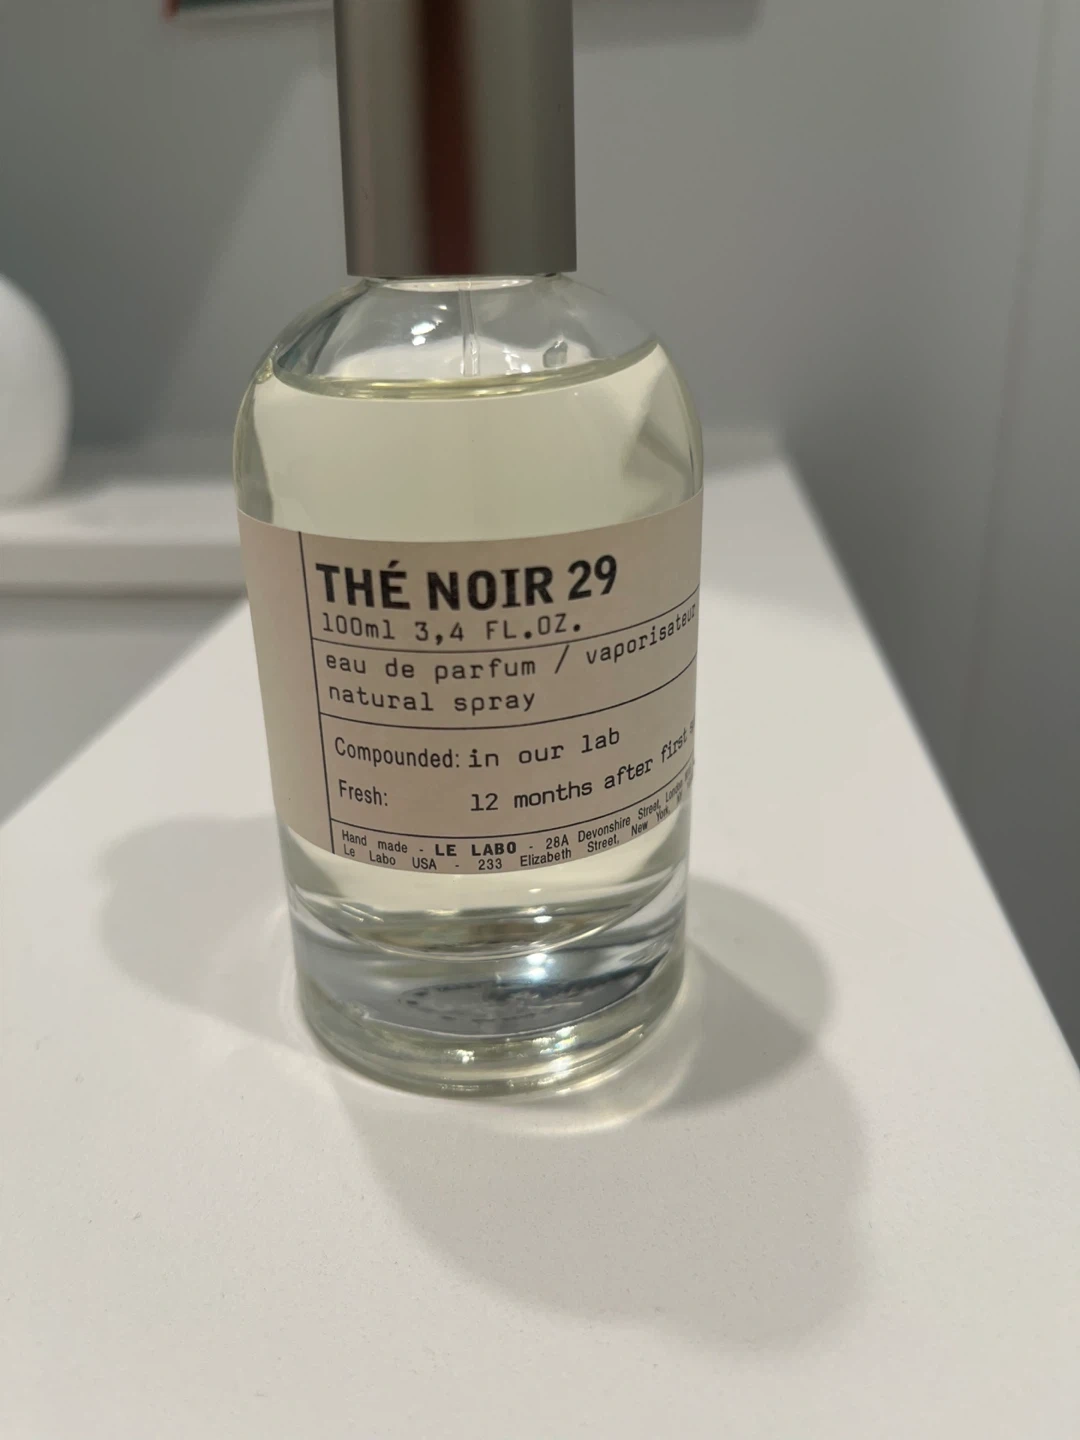 THÉ NOIR 29
100ml 3,4 FL.OZ.
eau de parfum / vaporisateur
natural spray
Compounded: in our lab
Fresh: 12 months after first
Hand made - LE LABO - 28A Devonshire Street, London
Le Labo USA - 233 Elizabeth Street, New York, NY